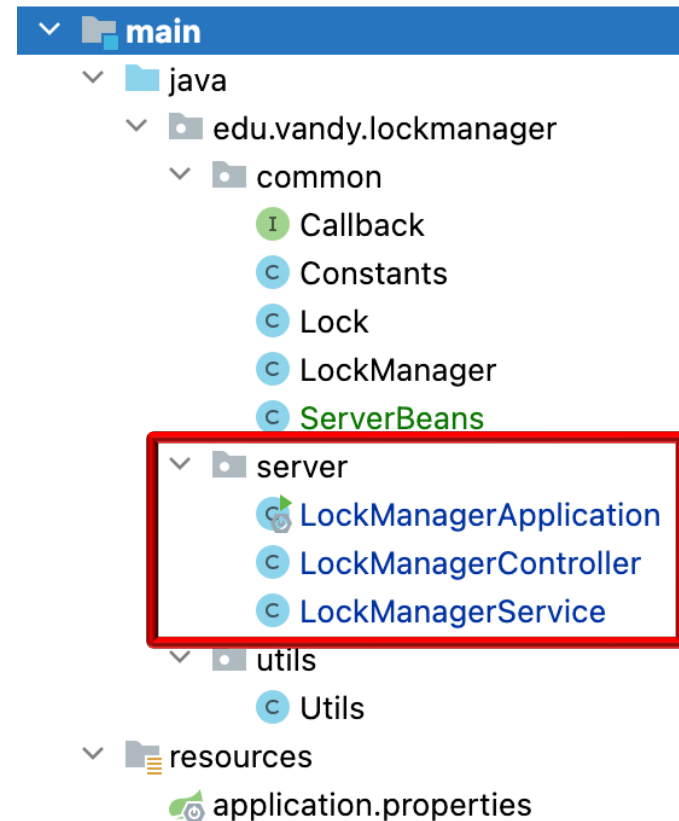 main
java
edu.vandy.lockmanager
common
I Callback
C Constants
C Lock
C LockManager
C ServerBeans
server
C LockManagerApplication
C LockManagerController
C LockManagerService
utils
C Utils
resources
application.properties